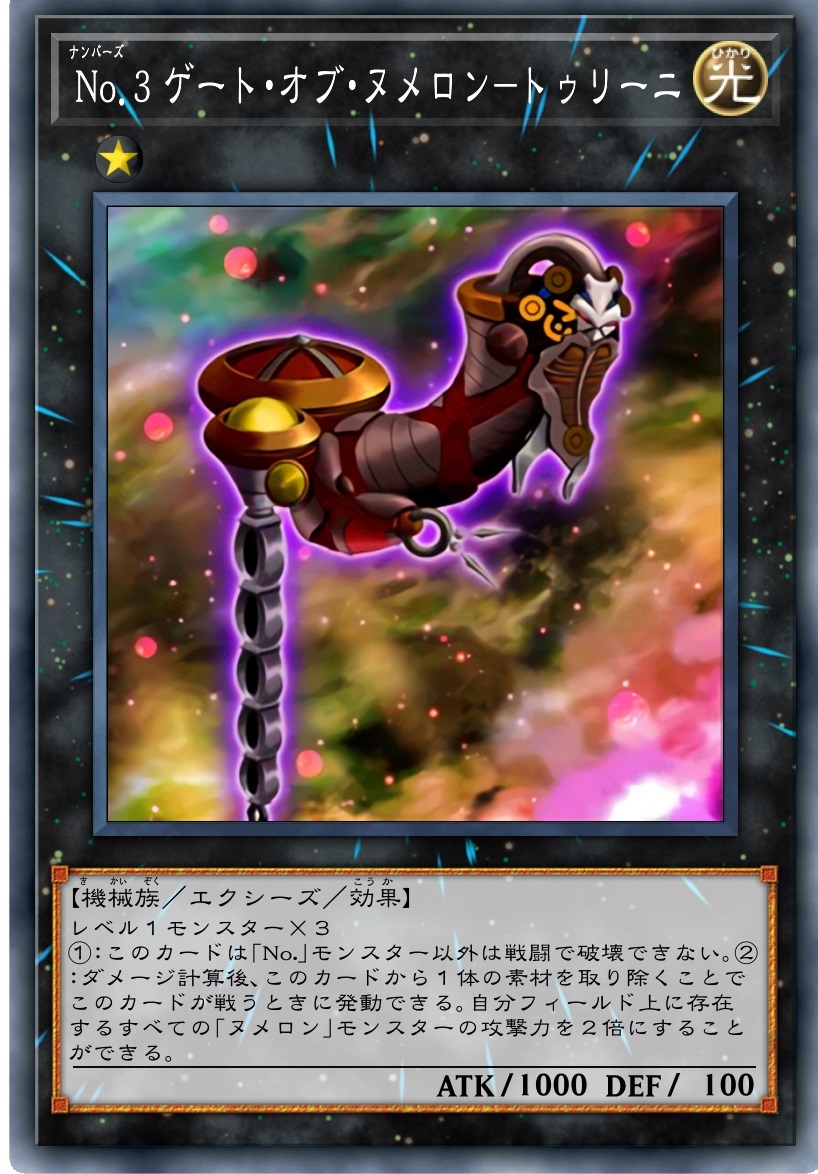 ナンバーズ
No.3 ゲート・オブ・ヌメロン－トゥリーニ
ひかり
光
き かい ぞく こう か
【機械族／エクシーズ／効果】
レベル１モンスター×３
①：このカードは「No.」モンスター以外は戦闘で破壊できない。②
：ダメージ計算後、このカードから１体の素材を取り除くことで
このカードが戦うときに発動できる。自分フィールド上に存在
するすべての「ヌメロン」モンスターの攻撃力を２倍にすること
ができる。
ATK/1000 DEF/ 100